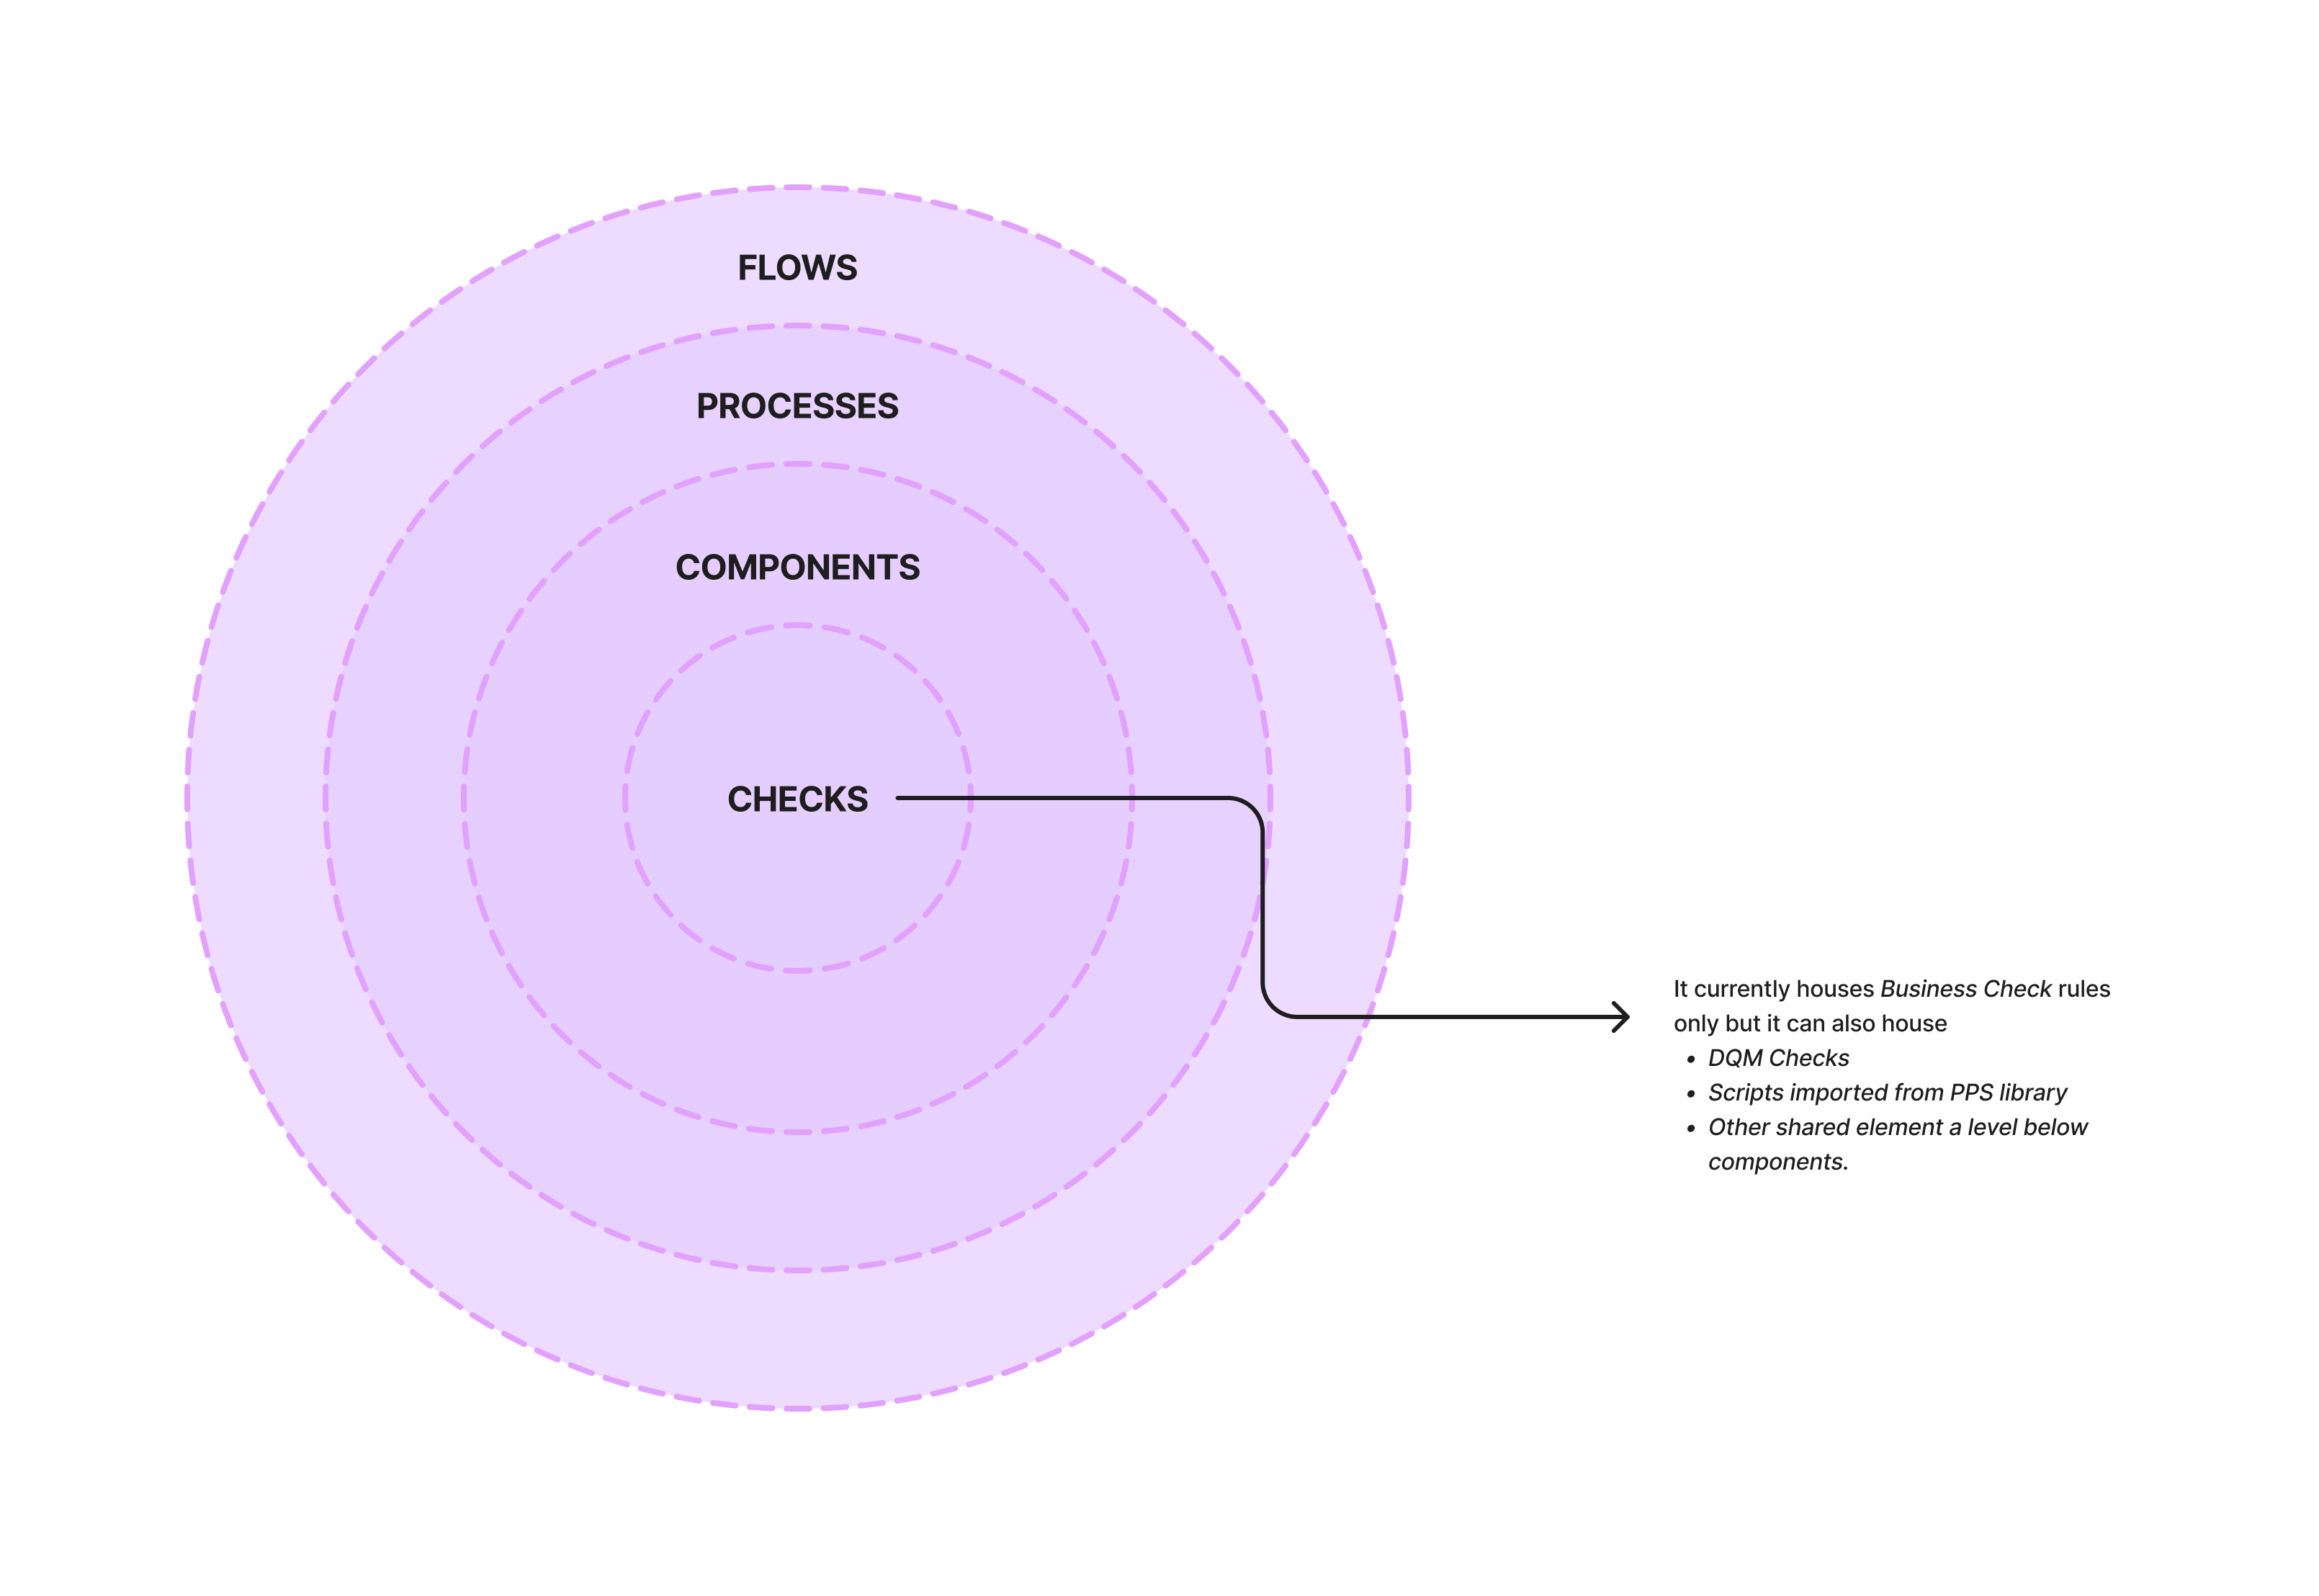 FLOWS
PROCESSES
COMPONENTS
CHECKS
It currently houses Business Check rules
only but it can also house
• DQM Checks
• Scripts imported from PPS library
• Other shared element a level below
components.